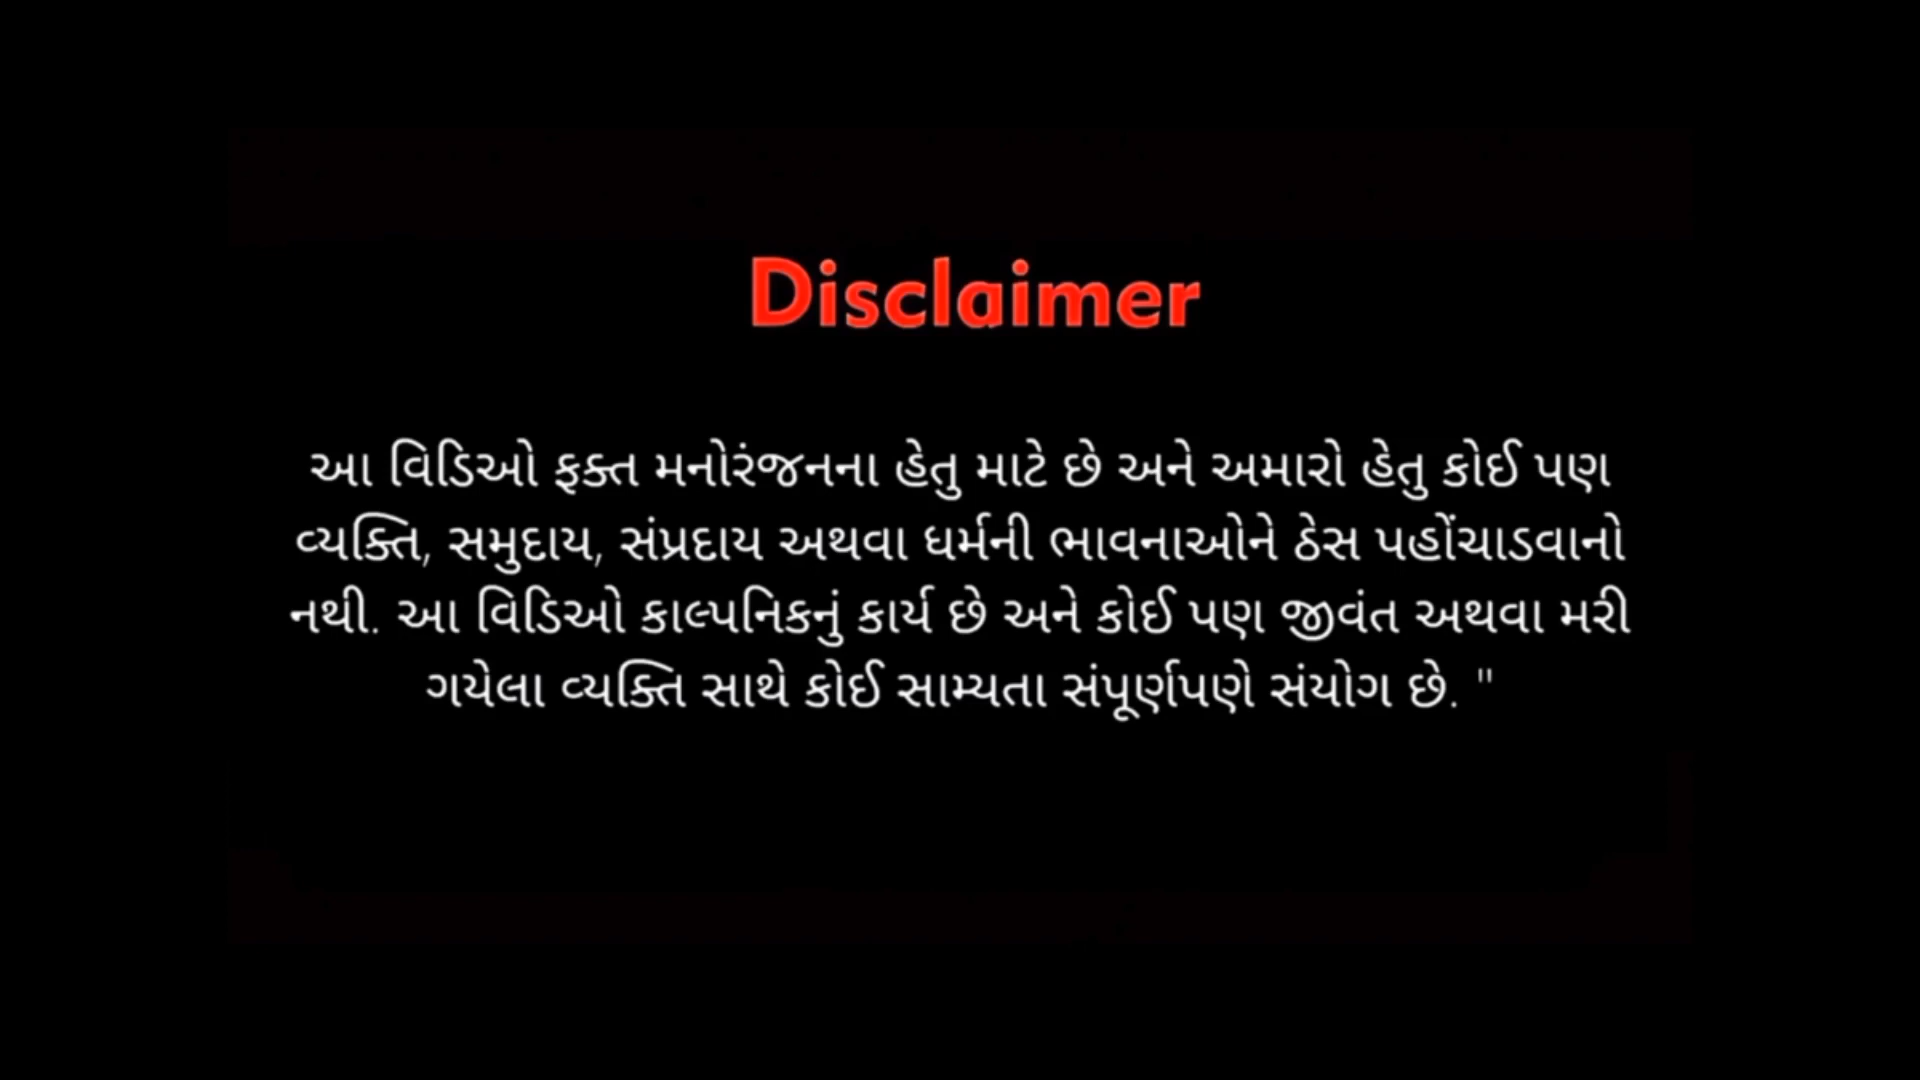 Disclaimer
આ વિડિઓ ફક્ત મનોરંજનના હેતુ માટે છે અને અમારો હેતુ કોઈ પણ
વ્યક્તિ, સમુદાય, સંપ્રદાય અથવા ધર્મની ભાવનાઓને ઠેસ પહોંચાડવાનો
નથી. આ વિડિઓ કાલ્પનિકનું કાર્ય છે અને કોઈ પણ જીવંત અથવા મરી
ગયેલા વ્યક્તિ સાથે કોઈ સામ્યતા સંપૂર્ણપણે સંયોગ છે. "